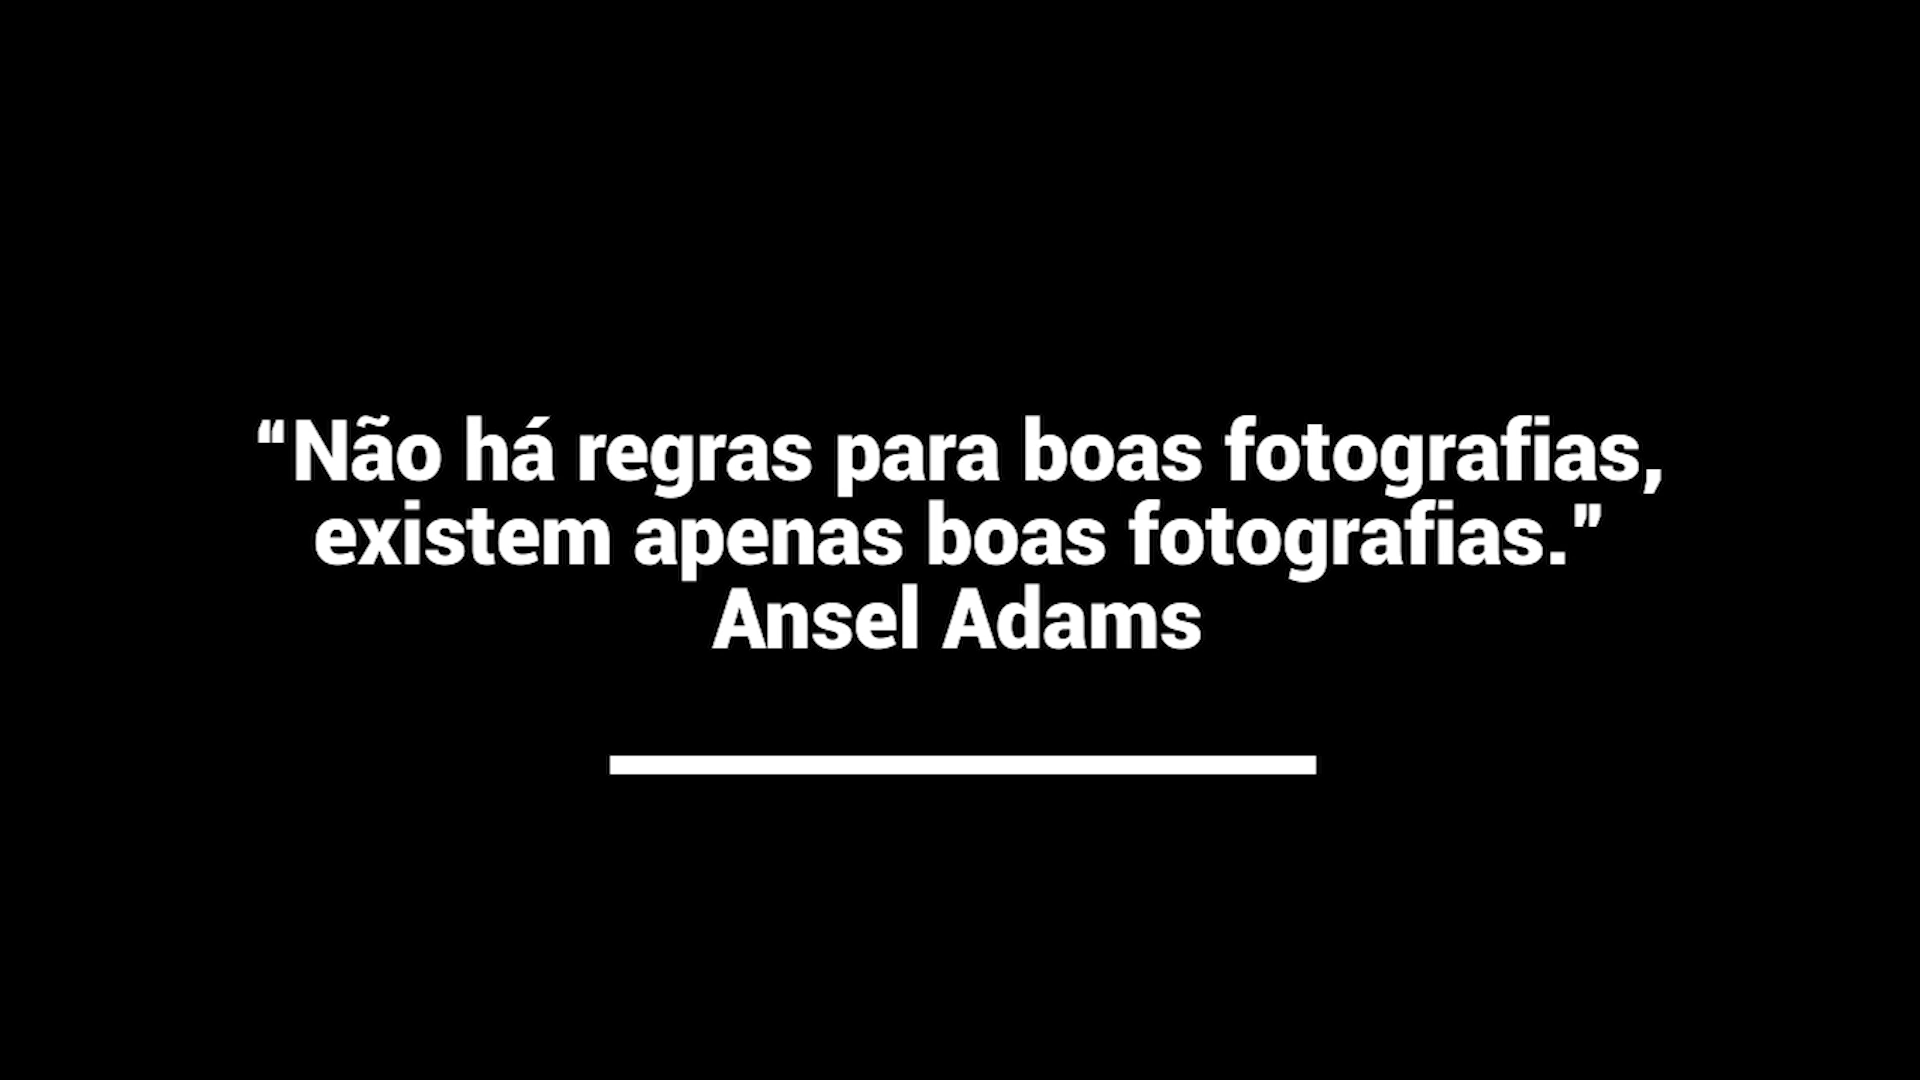 “Não há regras para boas fotografias,
existem apenas boas fotografias.”
Ansel Adams